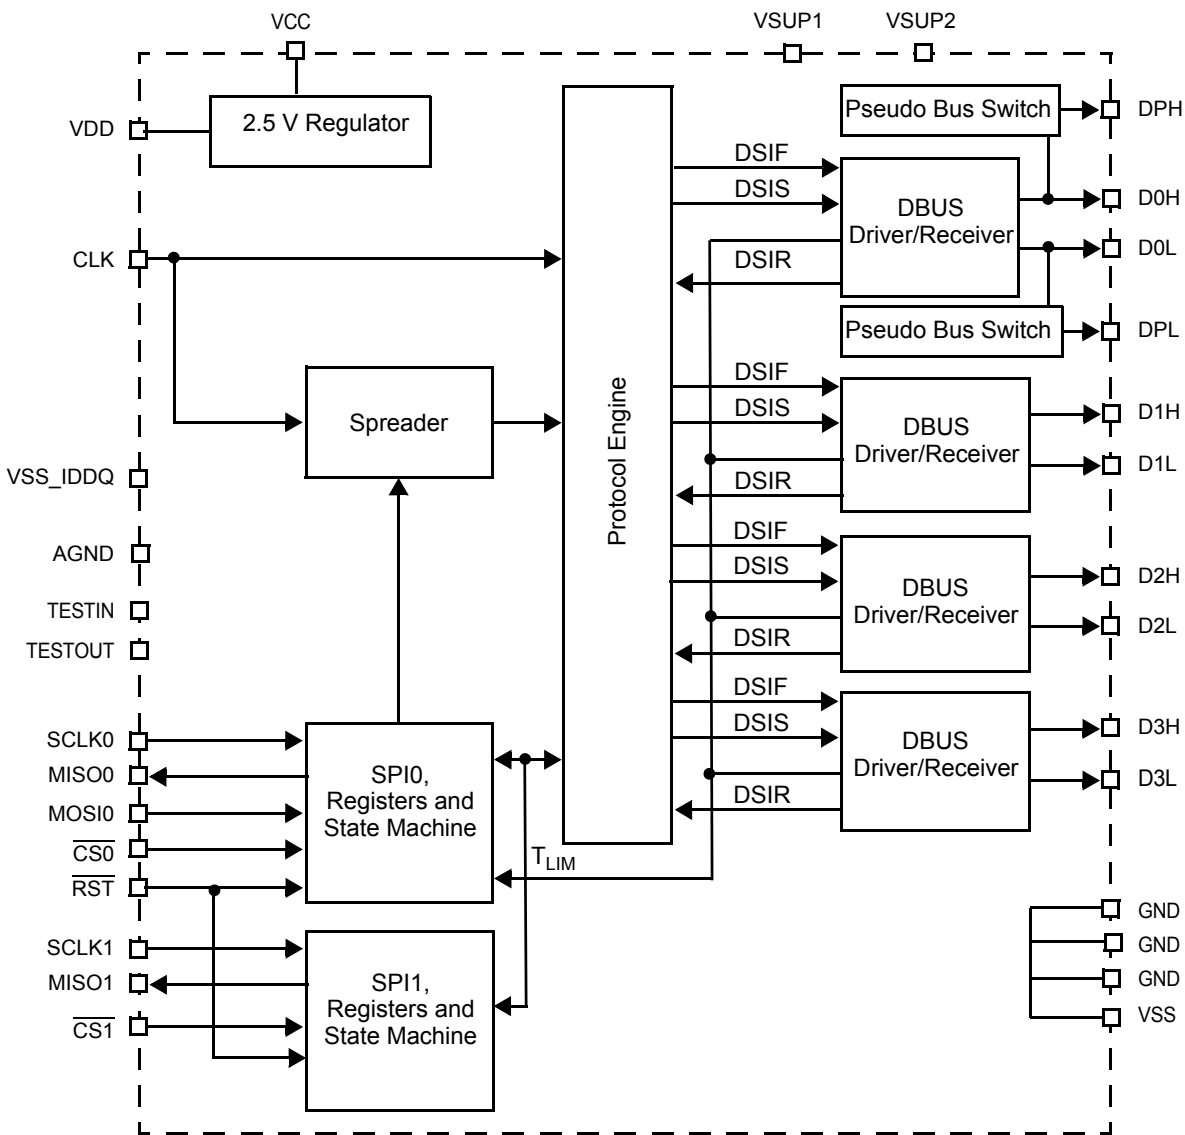 VCC
VSUP1
VSUP2
VDD
2.5 V Regulator
Pseudo Bus Switch
DPH
DSIF
DSIS
DBUS
Driver/Receiver
D0H
D0L
CLK
DSIR
Pseudo Bus Switch
DPL
Spreader
Protocol Engine
DSIF
DSIS
DBUS
Driver/Receiver
DSIR
D1H
D1L
VSS_IDDQ
AGND
TESTIN
TESTOUT
DSIF
DSIS
DBUS
Driver/Receiver
DSIR
D2H
D2L
DSIF
DSIS
DBUS
Driver/Receiver
DSIR
D3H
D3L
SCLK0
MISO0
MOSI0
CS0
RST
SPI0,
Registers and
State Machine
TLIM
SCLK1
MISO1
CS1
SPI1,
Registers and
State Machine
GND
GND
GND
VSS